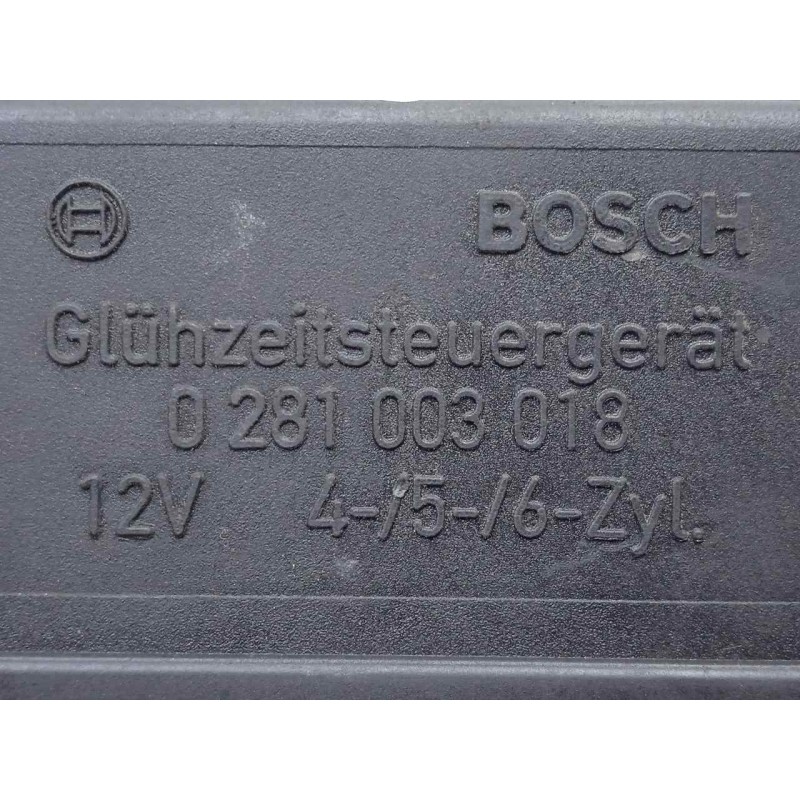 BOSCH
Glühzeitsteuergerät
0 281 003 018
12V 4-/5-/6-Zyl.